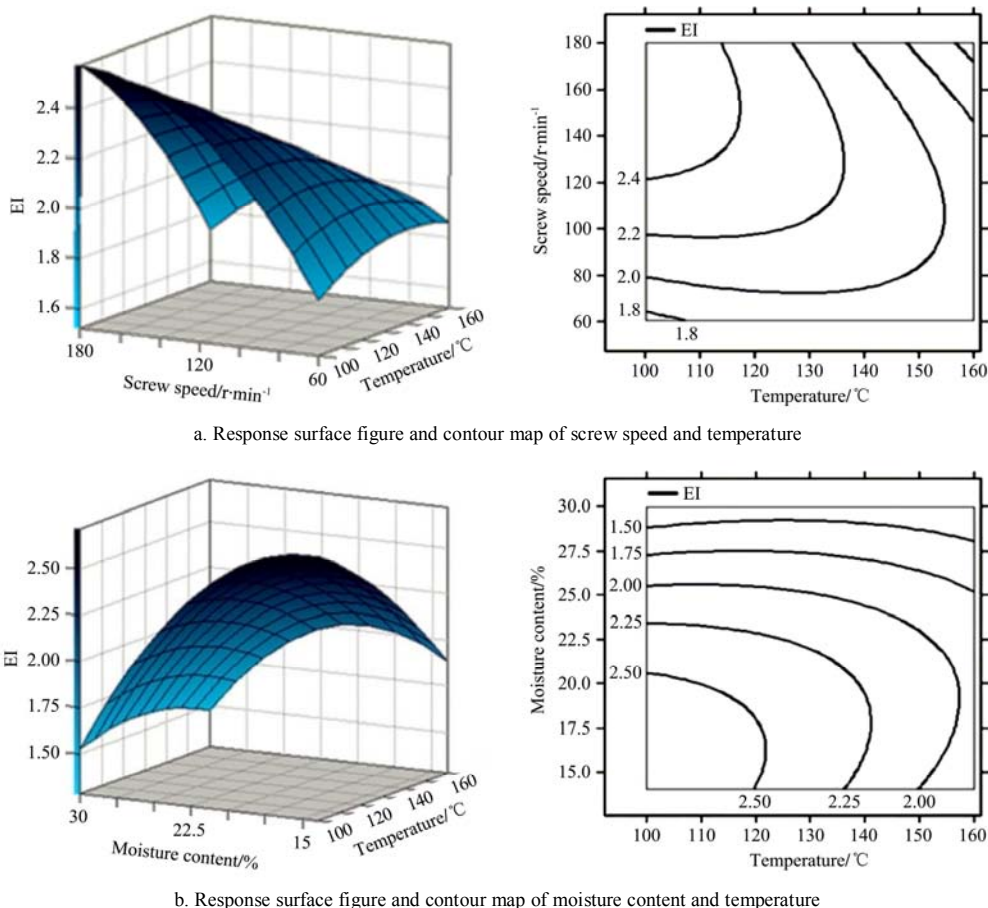 2.4
2.2
2.0
1.8
1.6
EI
180
120
60
Screw speed/r·min⁻¹
100
120
140
160
Temperature/℃
EI
180
160
140
120
100
80
60
Screw speed/r·min⁻¹
2.4
2.2
2.0
1.8
1.8
100 110 120 130 140 150 160
Temperature/℃
a. Response surface figure and contour map of screw speed and temperature
2.50
2.25
2.00
1.75
1.50
EI
30
22.5
15
Moisture content/%
100
120
140
160
Temperature/℃
EI
30.0
27.5
25.0
22.5
20.0
17.5
15.0
Moisture content/%
1.50
1.75
2.00
2.25
2.50
2.50 2.25 2.00
100 110 120 130 140 150 160
Temperature/℃
b. Response surface figure and contour map of moisture content and temperature